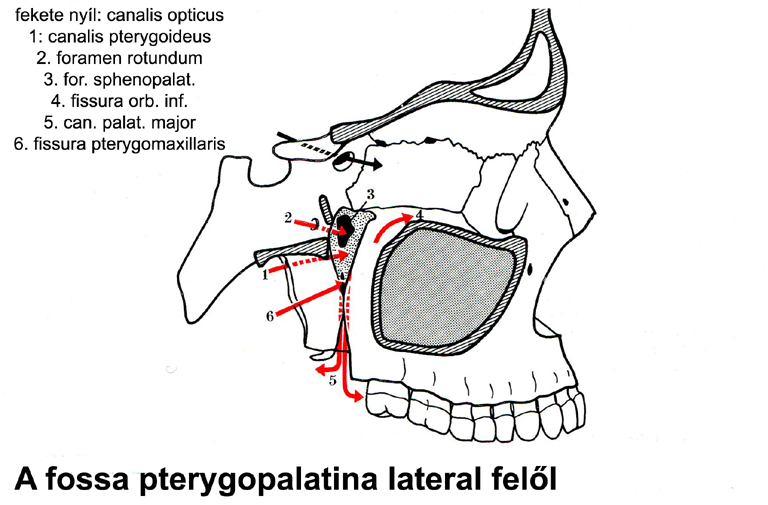 fekete nyíl: canalis opticus
1: canalis pterygoideus
2. foramen rotundum
3. for. sphenopalat.
4. fissura orb. inf.
5. can. palat. major
6. fissura pterygomaxillaris
3
2
4
1
6
5
A fossa pterygopalatina lateral felől